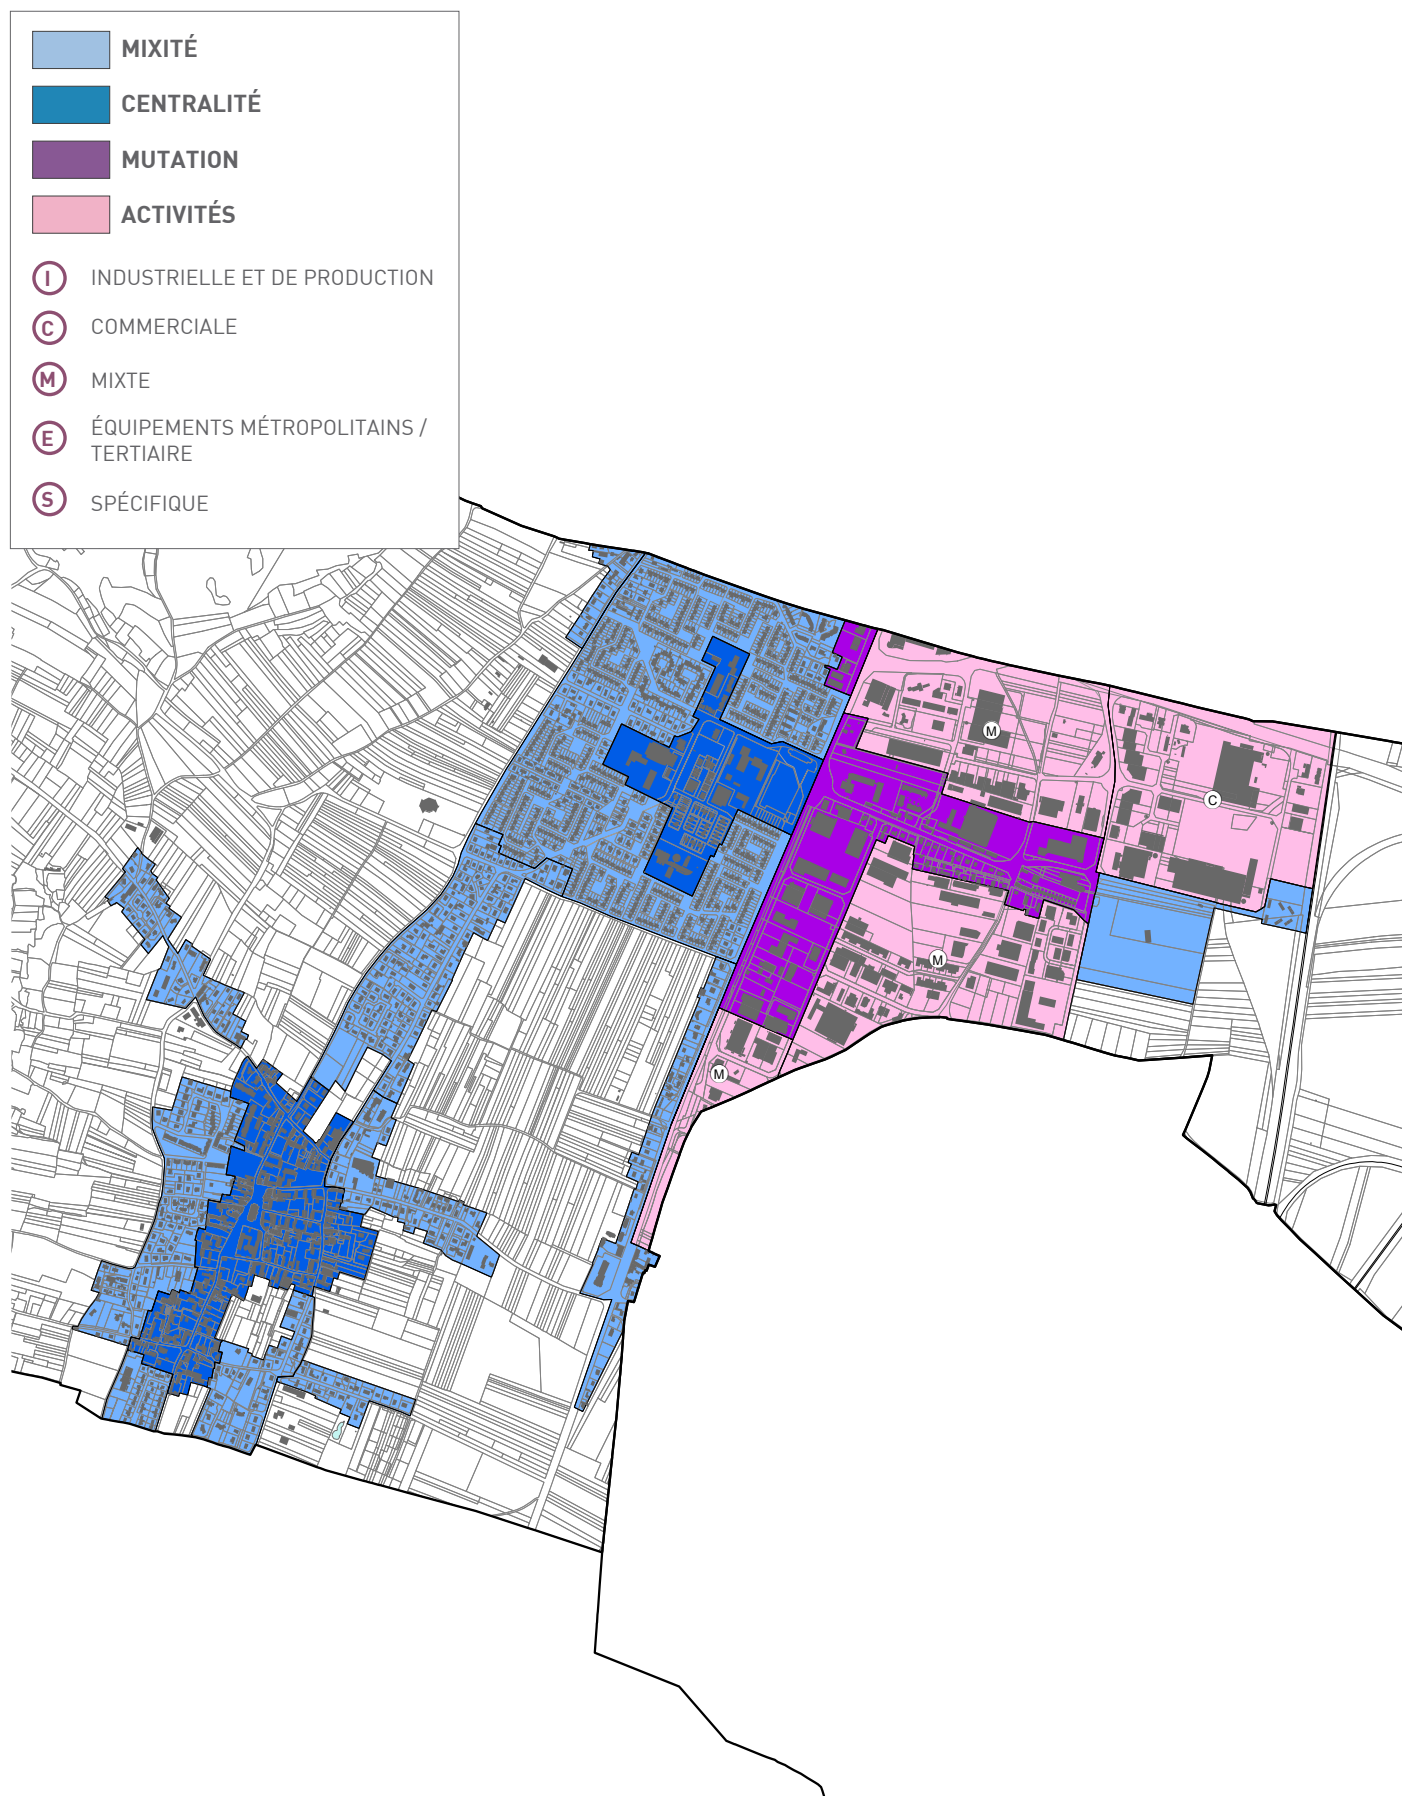 MIXITÉ
CENTRALITÉ
MUTATION
ACTIVITÉS
I INDUSTRIELLE ET DE PRODUCTION
C COMMERCIALE
M MIXTE
E ÉQUIPEMENTS MÉTROPOLITAINS /
TERTIAIRE
S SPÉCIFIQUE
M
C
M
M